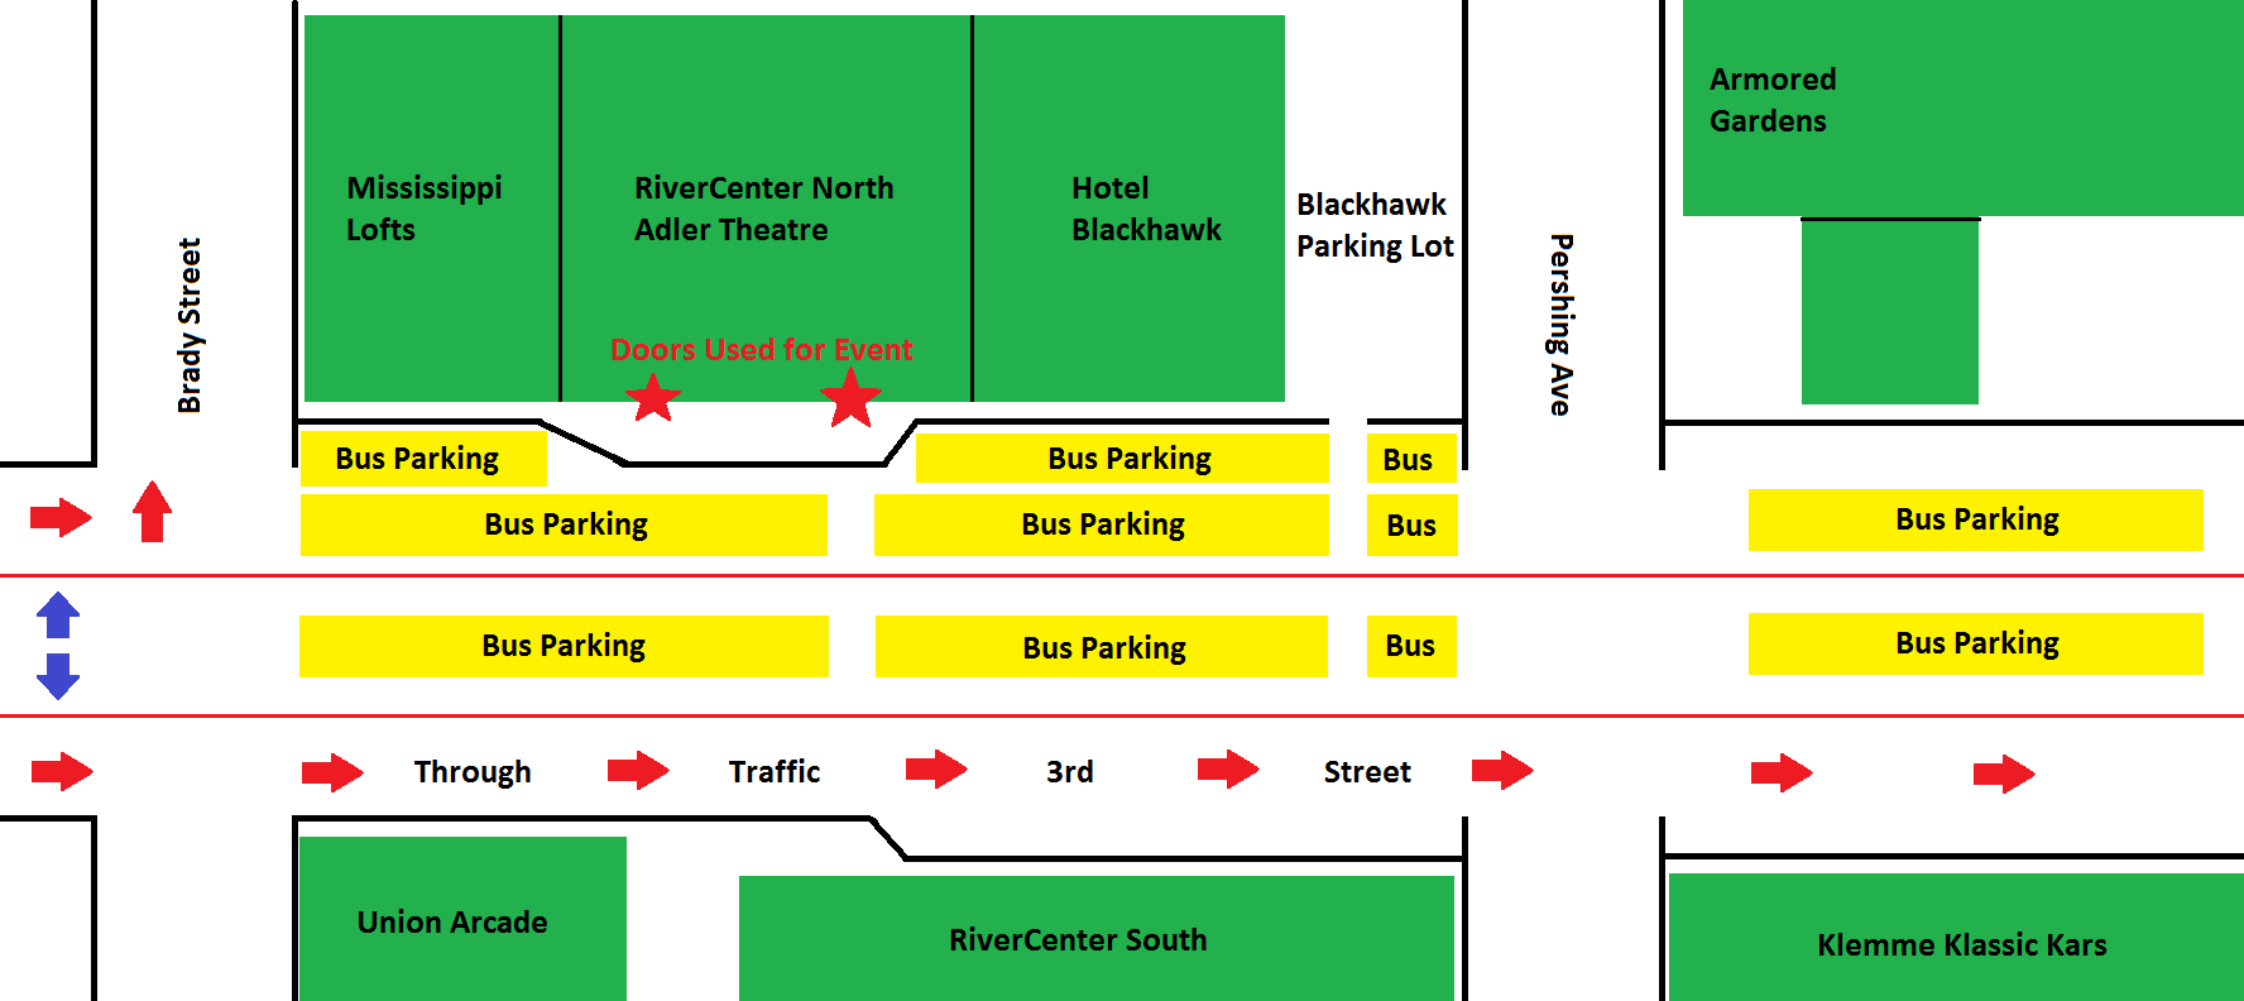 Armored
Gardens
Mississippi
Lofts
RiverCenter North
Adler Theatre
Hotel
Blackhawk
Blackhawk
Parking Lot
Brady Street
Pershing Ave
Doors Used for Event
Bus Parking
Bus Parking
Bus
Bus Parking
Bus Parking
Bus
Bus Parking
Bus Parking
Bus Parking
Bus
Bus Parking
Through Traffic 3rd Street
Union Arcade
RiverCenter South
Klemme Klassic Kars